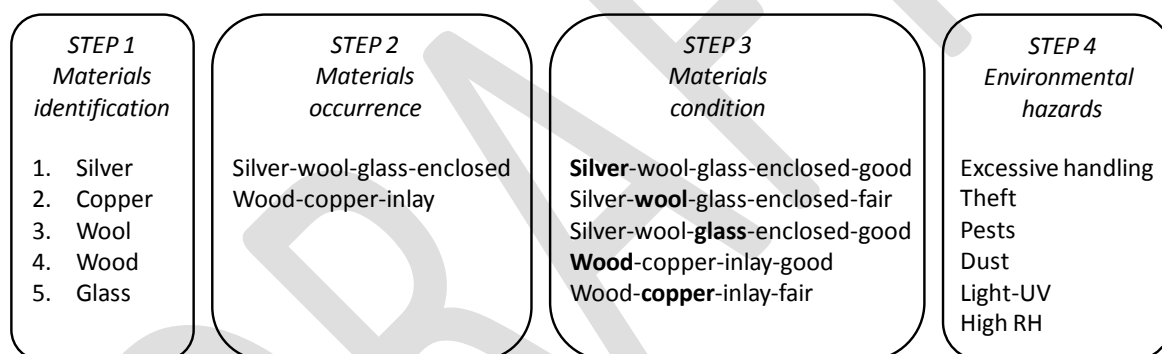 STEP 1
Materials
identification
1. Silver
2. Copper
3. Wool
4. Wood
5. Glass
STEP 2
Materials
occurrence
Silver-wool-glass-enclosed
Wood-copper-inlay
STEP 3
Materials
condition
Silver-wool-glass-enclosed-good
Silver-wool-glass-enclosed-fair
Silver-wool-glass-enclosed-good
Wood-copper-inlay-good
Wood-copper-inlay-fair
STEP 4
Environmental
hazards
Excessive handling
Theft
Pests
Dust
Light-UV
High RH